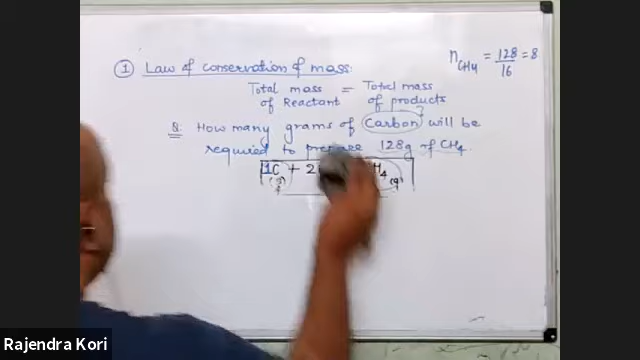 ① Law of conservation of mass:
n CH4 = 128/16 = 8
Total mass of Reactant = Total mass of products
Q. How many grams of Carbon will be
required to prepare 128g of CH4.
1C + 2 H4 (g)
Rajendra Kori